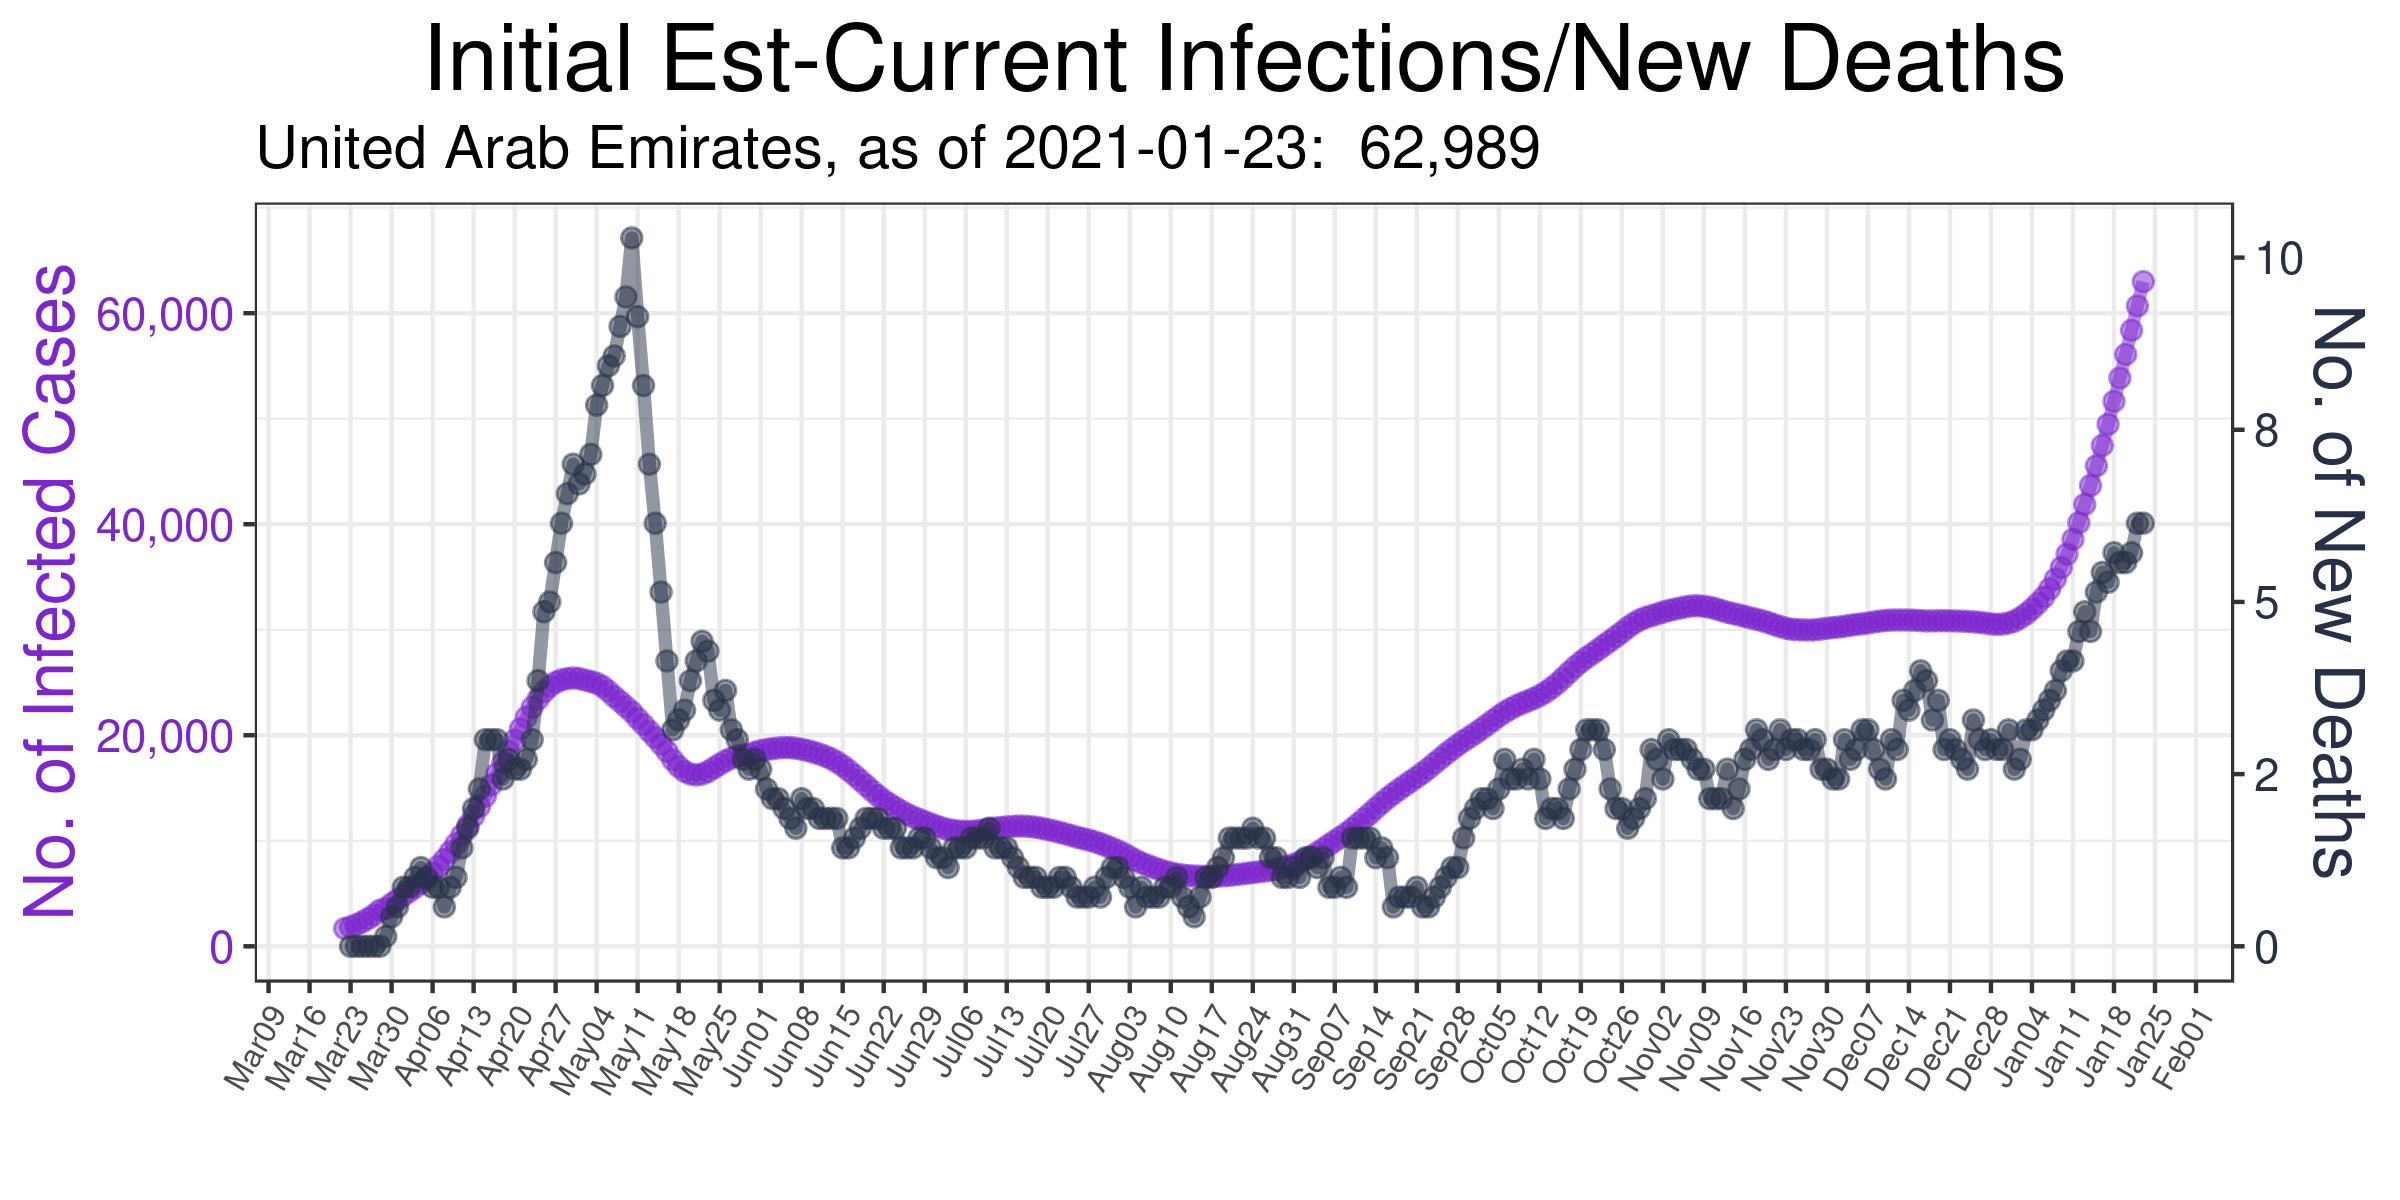 Initial Est-Current Infections/New Deaths
United Arab Emirates, as of 2021-01-23:  62,989
No. of Infected Cases
60,000
40,000
20,000
0
10
8
5
2
0
No. of New Deaths
Mar09
Mar16
Mar23
Mar30
Apr06
Apr13
Apr20
Apr27
May04
May11
May18
May25
Jun01
Jun08
Jun15
Jun22
Jun29
Jul06
Jul13
Jul20
Jul27
Aug03
Aug10
Aug17
Aug24
Aug31
Sep07
Sep14
Sep21
Sep28
Oct05
Oct12
Oct19
Oct26
Nov02
Nov09
Nov16
Nov23
Nov30
Dec07
Dec14
Dec21
Dec28
Jan04
Jan11
Jan18
Jan25
Feb01